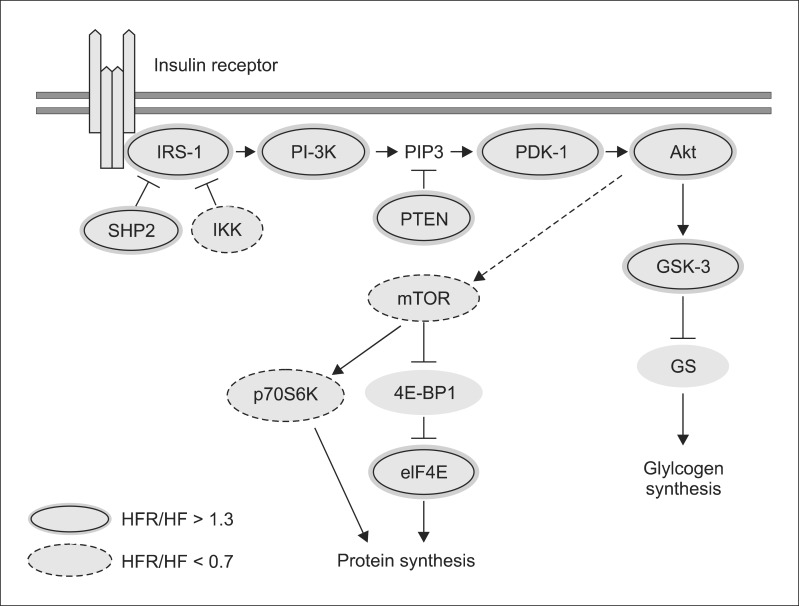 Insulin receptor
IRS-1
PI-3K
PIP3
PDK-1
Akt
SHP2
IKK
PTEN
GSK-3
mTOR
GS
p70S6K
4E-BP1
eIF4E
Glylcogen
synthesis
HFR/HF > 1.3
HFR/HF < 0.7
Protein synthesis